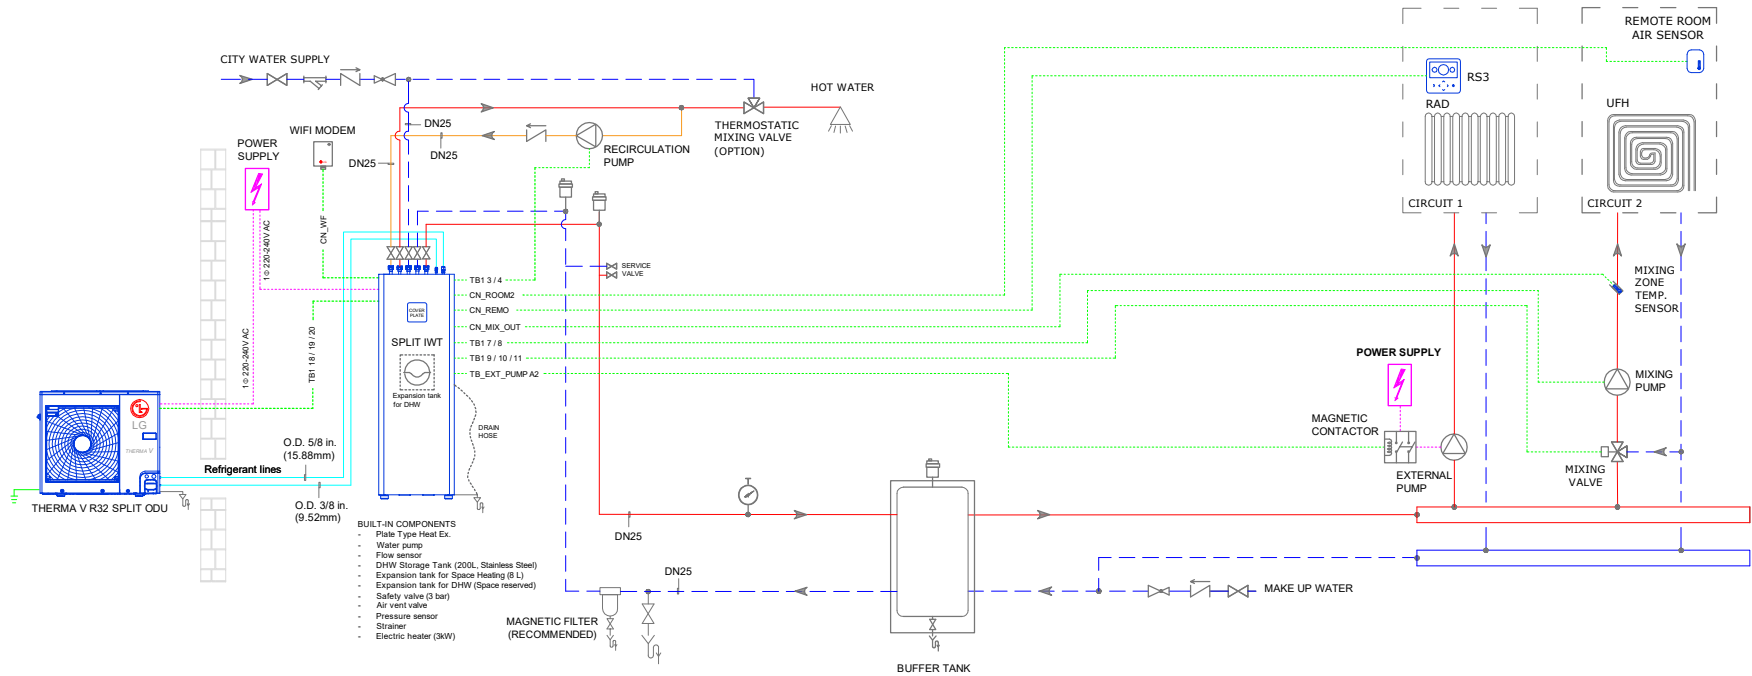 REMOTE ROOM
AIR SENSOR
CITY WATER SUPPLY
HOT WATER
RS3
RAD
UFH
DN25
THERMOSTATIC
MIXING VALVE
(OPTION)
WIFI MODEM
POWER
SUPPLY
DN25
DN25
RECIRCULATION
PUMP
CIRCUIT 1
CIRCUIT 2
CN_WF
1Φ 220-240V AC
SERVICE
VALVE
MIXING
ZONE
TEMP.
SENSOR
TB1 3 / 4
CN_ROOM2
CN_REMO
CN_MIX_OUT
TB1 7 / 8
TB1 9 / 10 / 11
TB_EXT_PUMP A2
COVER
PLATE
SPLIT IWT
Expansion tank
for DHW
1Φ 220-240V AC
TB1 18 / 19 / 20
POWER SUPPLY
MIXING
PUMP
LG
THERMA V
DRAIN
HOSE
MAGNETIC
CONTACTOR
O.D. 5/8 in.
(15.88mm)
Refrigerant lines
EXTERNAL
PUMP
MIXING
VALVE
THERMA V R32 SPLIT ODU
O.D. 3/8 in.
(9.52mm)
DN25
BUILT-IN COMPONENTS
- Plate Type Heat Ex.
- Water pump
- Flow sensor
- DHW Storage Tank (200L, Stainless Steel)
- Expansion tank for Space Heating (8 L)
- Expansion tank for DHW (Space reserved)
- Safety valve (3 bar)
- Air vent valve
- Pressure sensor
- Strainer
- Electric heater (3kW)
DN25
MAKE UP WATER
MAGNETIC FILTER
(RECOMMENDED)
BUFFER TANK